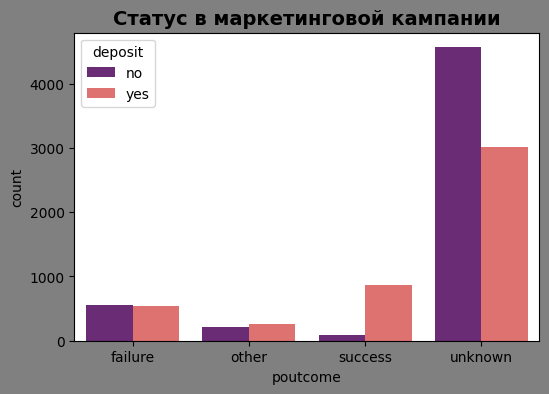 Статус в маркетинговой кампании
deposit
no
yes
count
4000
3000
2000
1000
0
failure
other
success
unknown
poutcome